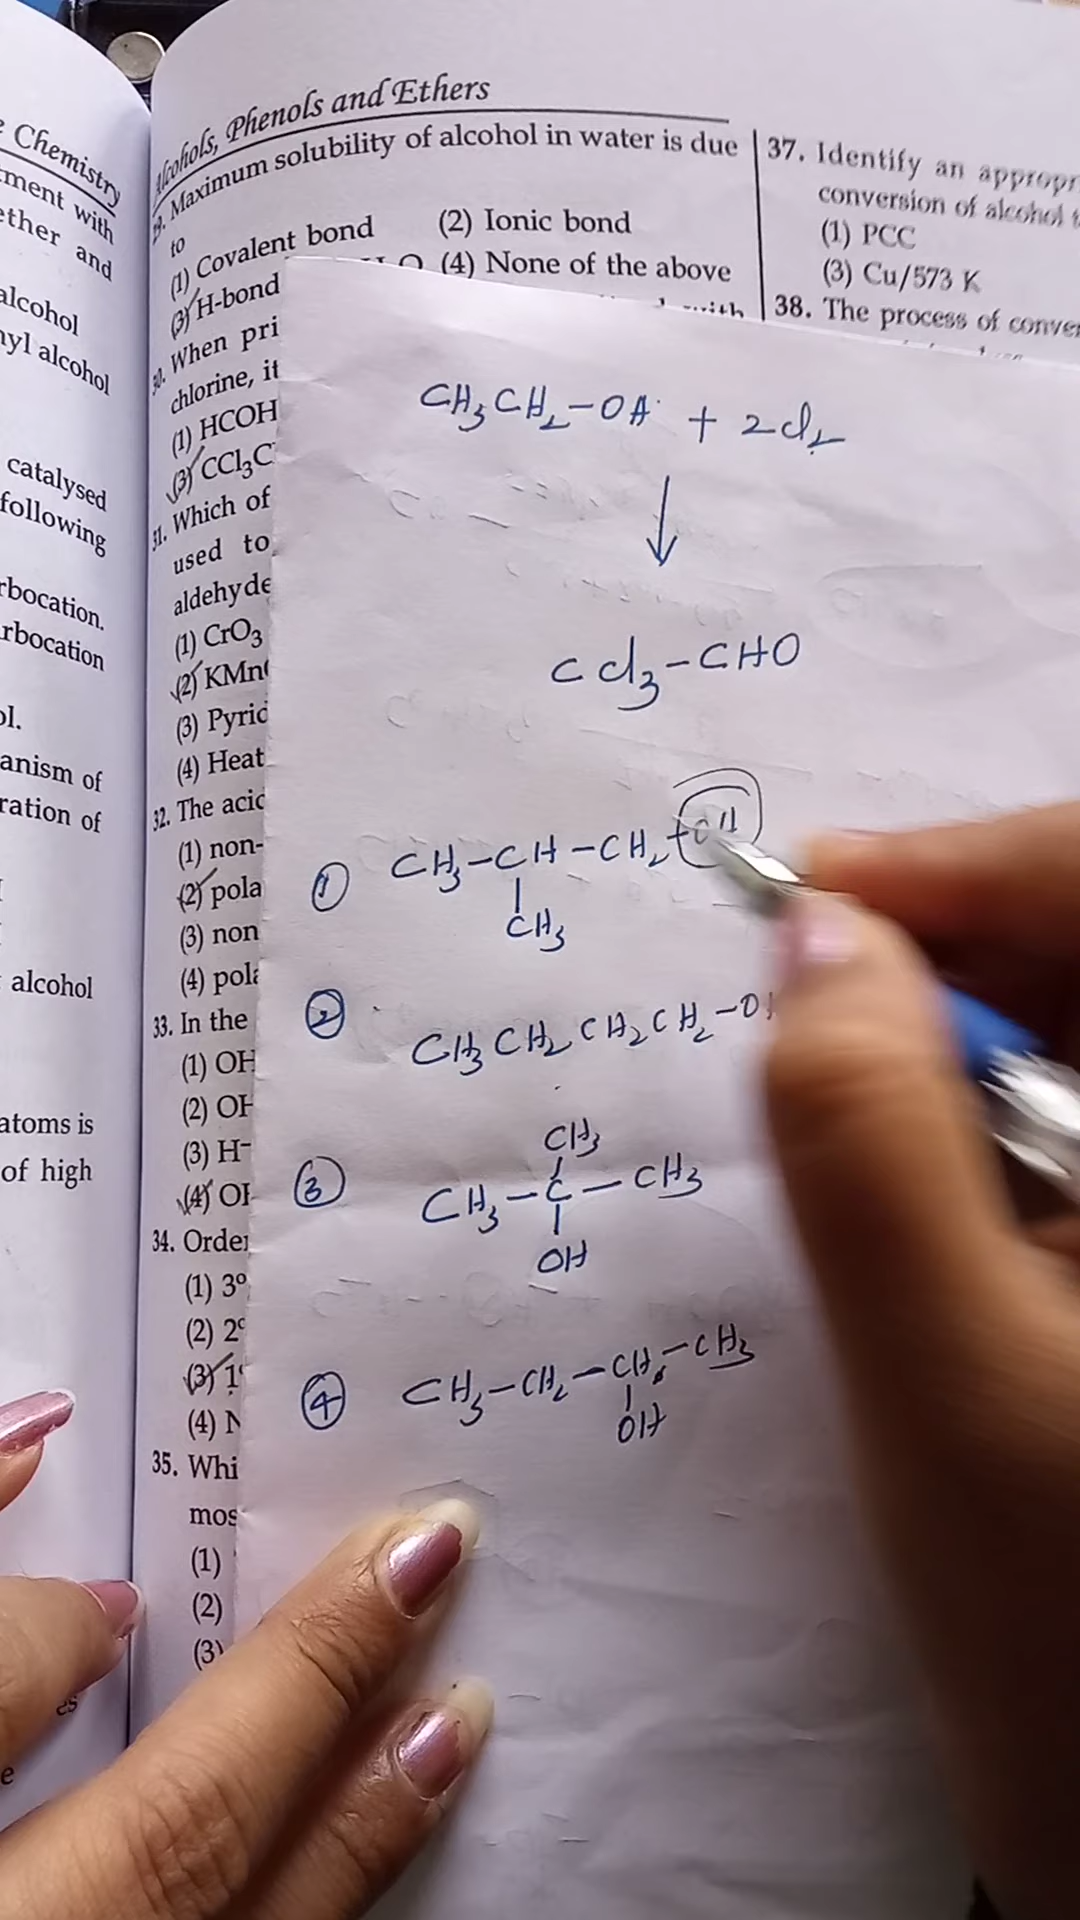 e Chemistry
ment with
ether and
alcohol
nyl alcohol
catalysed
following
rbocation.
rbocation
ol.
anism of
ration of
alcohol
atoms is
of high
es
e
Alcohols, Phenols and Ethers
Maximum solubility of alcohol in water is due
to
(1) Covalent bond (2) Ionic bond
(3) H-bond (4) None of the above
30. When pri
chlorine, it
(1) HCOH
(3) CCl₃C
31. Which of
used to
aldehyde
(1) CrO₃
(2) KMn
(3) Pyrid
(4) Heat
32. The acid
(1) non-
(2) pola
(3) non
(4) pola
33. In the
(1) OH
(2) OH
(3) H⁻
(4) OH
34. Order
(1) 3°
(2) 2°
(3) 1°
(4) N
35. Whi
mos
(1)
(2)
(3)
37. Identify an appropr
conversion of alcohol t
(1) PCC
(3) Cu/573 K
38. The process of conver
CH₃CH₂-OH + 2Cl₂
↓
CCl₃-CHO
① CH₃-CH-CH₂-OH
|
CH₃
② CH₃CH₂CH₂CH₂-O
CH₃
|
③ CH₃-C-CH₃
|
OH
④ CH₃-CH₂-CH-CH₃
|
OH